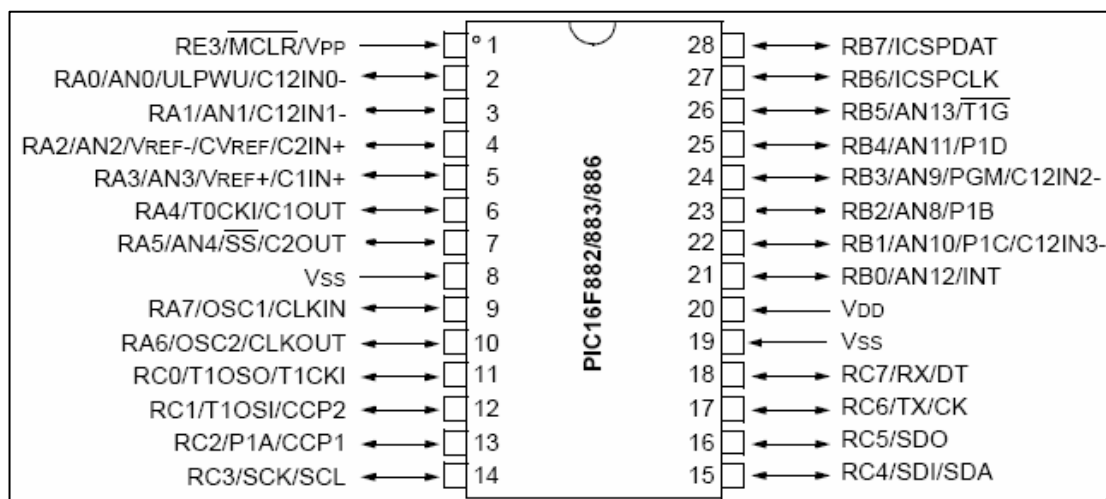 RE3/MCLR/VPP 1 28 RB7/ICSPDAT
RA0/AN0/ULPWU/C12IN0- 2 27 RB6/ICSPCLK
RA1/AN1/C12IN1- 3 26 RB5/AN13/T1G
RA2/AN2/VREF-/CVREF/C2IN+ 4 25 RB4/AN11/P1D
RA3/AN3/VREF+/C1IN+ 5 24 RB3/AN9/PGM/C12IN2-
RA4/T0CKI/C1OUT 6 23 RB2/AN8/P1B
RA5/AN4/SS/C2OUT 7 22 RB1/AN10/P1C/C12IN3-
VSS 8 21 RB0/AN12/INT
RA7/OSC1/CLKIN 9 20 VDD
RA6/OSC2/CLKOUT 10 19 VSS
RC0/T1OSO/T1CKI 11 18 RC7/RX/DT
RC1/T1OSI/CCP2 12 17 RC6/TX/CK
RC2/P1A/CCP1 13 16 RC5/SDO
RC3/SCK/SCL 14 15 RC4/SDI/SDA
PIC16F882/883/886